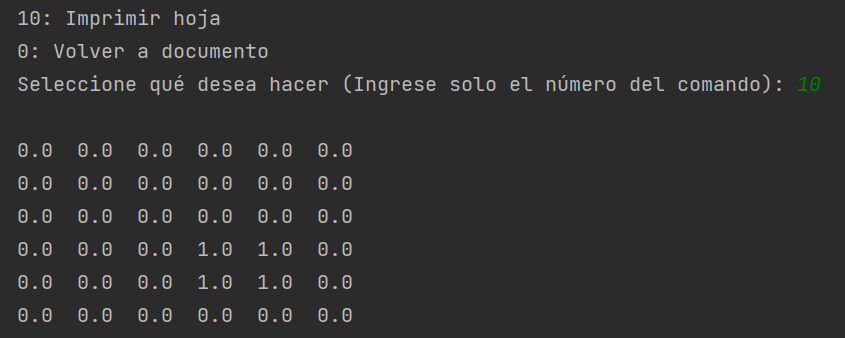 10: Imprimir hoja
0: Volver a documento
Seleccione qué desea hacer (Ingrese solo el número del comando): 10
0.0 0.0 0.0 0.0 0.0 0.0
0.0 0.0 0.0 0.0 0.0 0.0
0.0 0.0 0.0 0.0 0.0 0.0
0.0 0.0 0.0 1.0 1.0 0.0
0.0 0.0 0.0 1.0 1.0 0.0
0.0 0.0 0.0 0.0 0.0 0.0